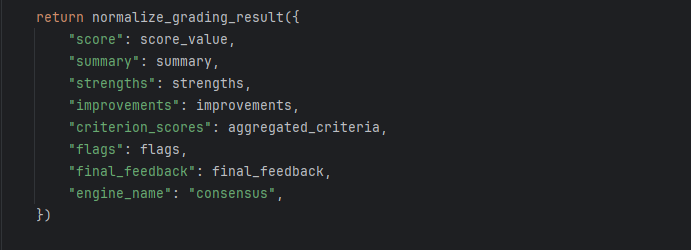 return normalize_grading_result({
    "score": score_value,
    "summary": summary,
    "strengths": strengths,
    "improvements": improvements,
    "criterion_scores": aggregated_criteria,
    "flags": flags,
    "final_feedback": final_feedback,
    "engine_name": "consensus",
})